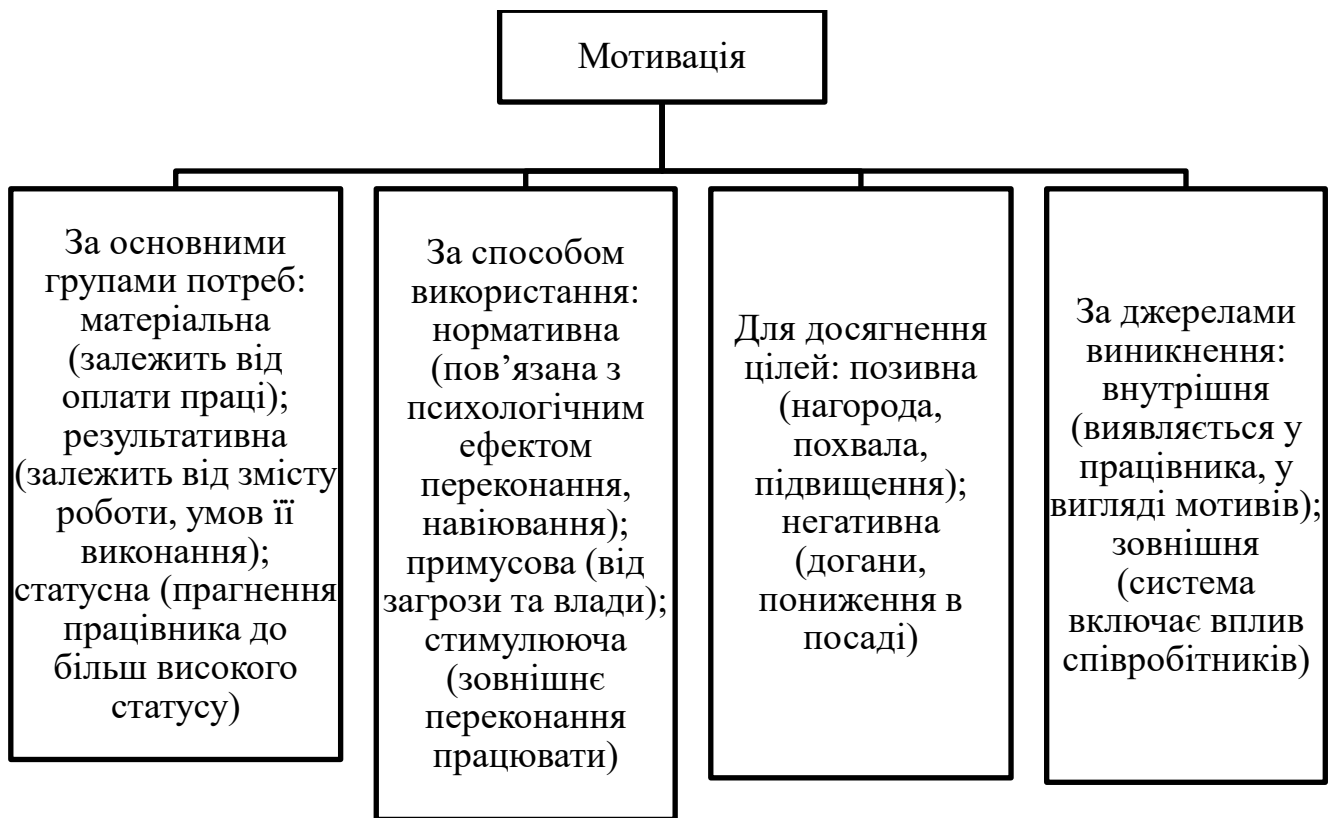 Мотивація
За основними
групами потреб:
матеріальна
(залежить від
оплати праці);
результативна
(залежить від змісту
роботи, умов її
виконання);
статусна (прагнення
працівника до
більш високого
статусу)
За способом
використання:
нормативна
(пов’язана з
психологічним
ефектом
переконання,
навіювання);
примусова (від
загрози та влади);
стимулююча
(зовнішнє
переконання
працювати)
Для досягнення
цілей: позивна
(нагорода,
похвала,
підвищення);
негативна
(догани,
пониження в
посаді)
За джерелами
виникнення:
внутрішня
(виявляється у
працівника, у
вигляді мотивів);
зовнішня
(система
включає вплив
співробітників)